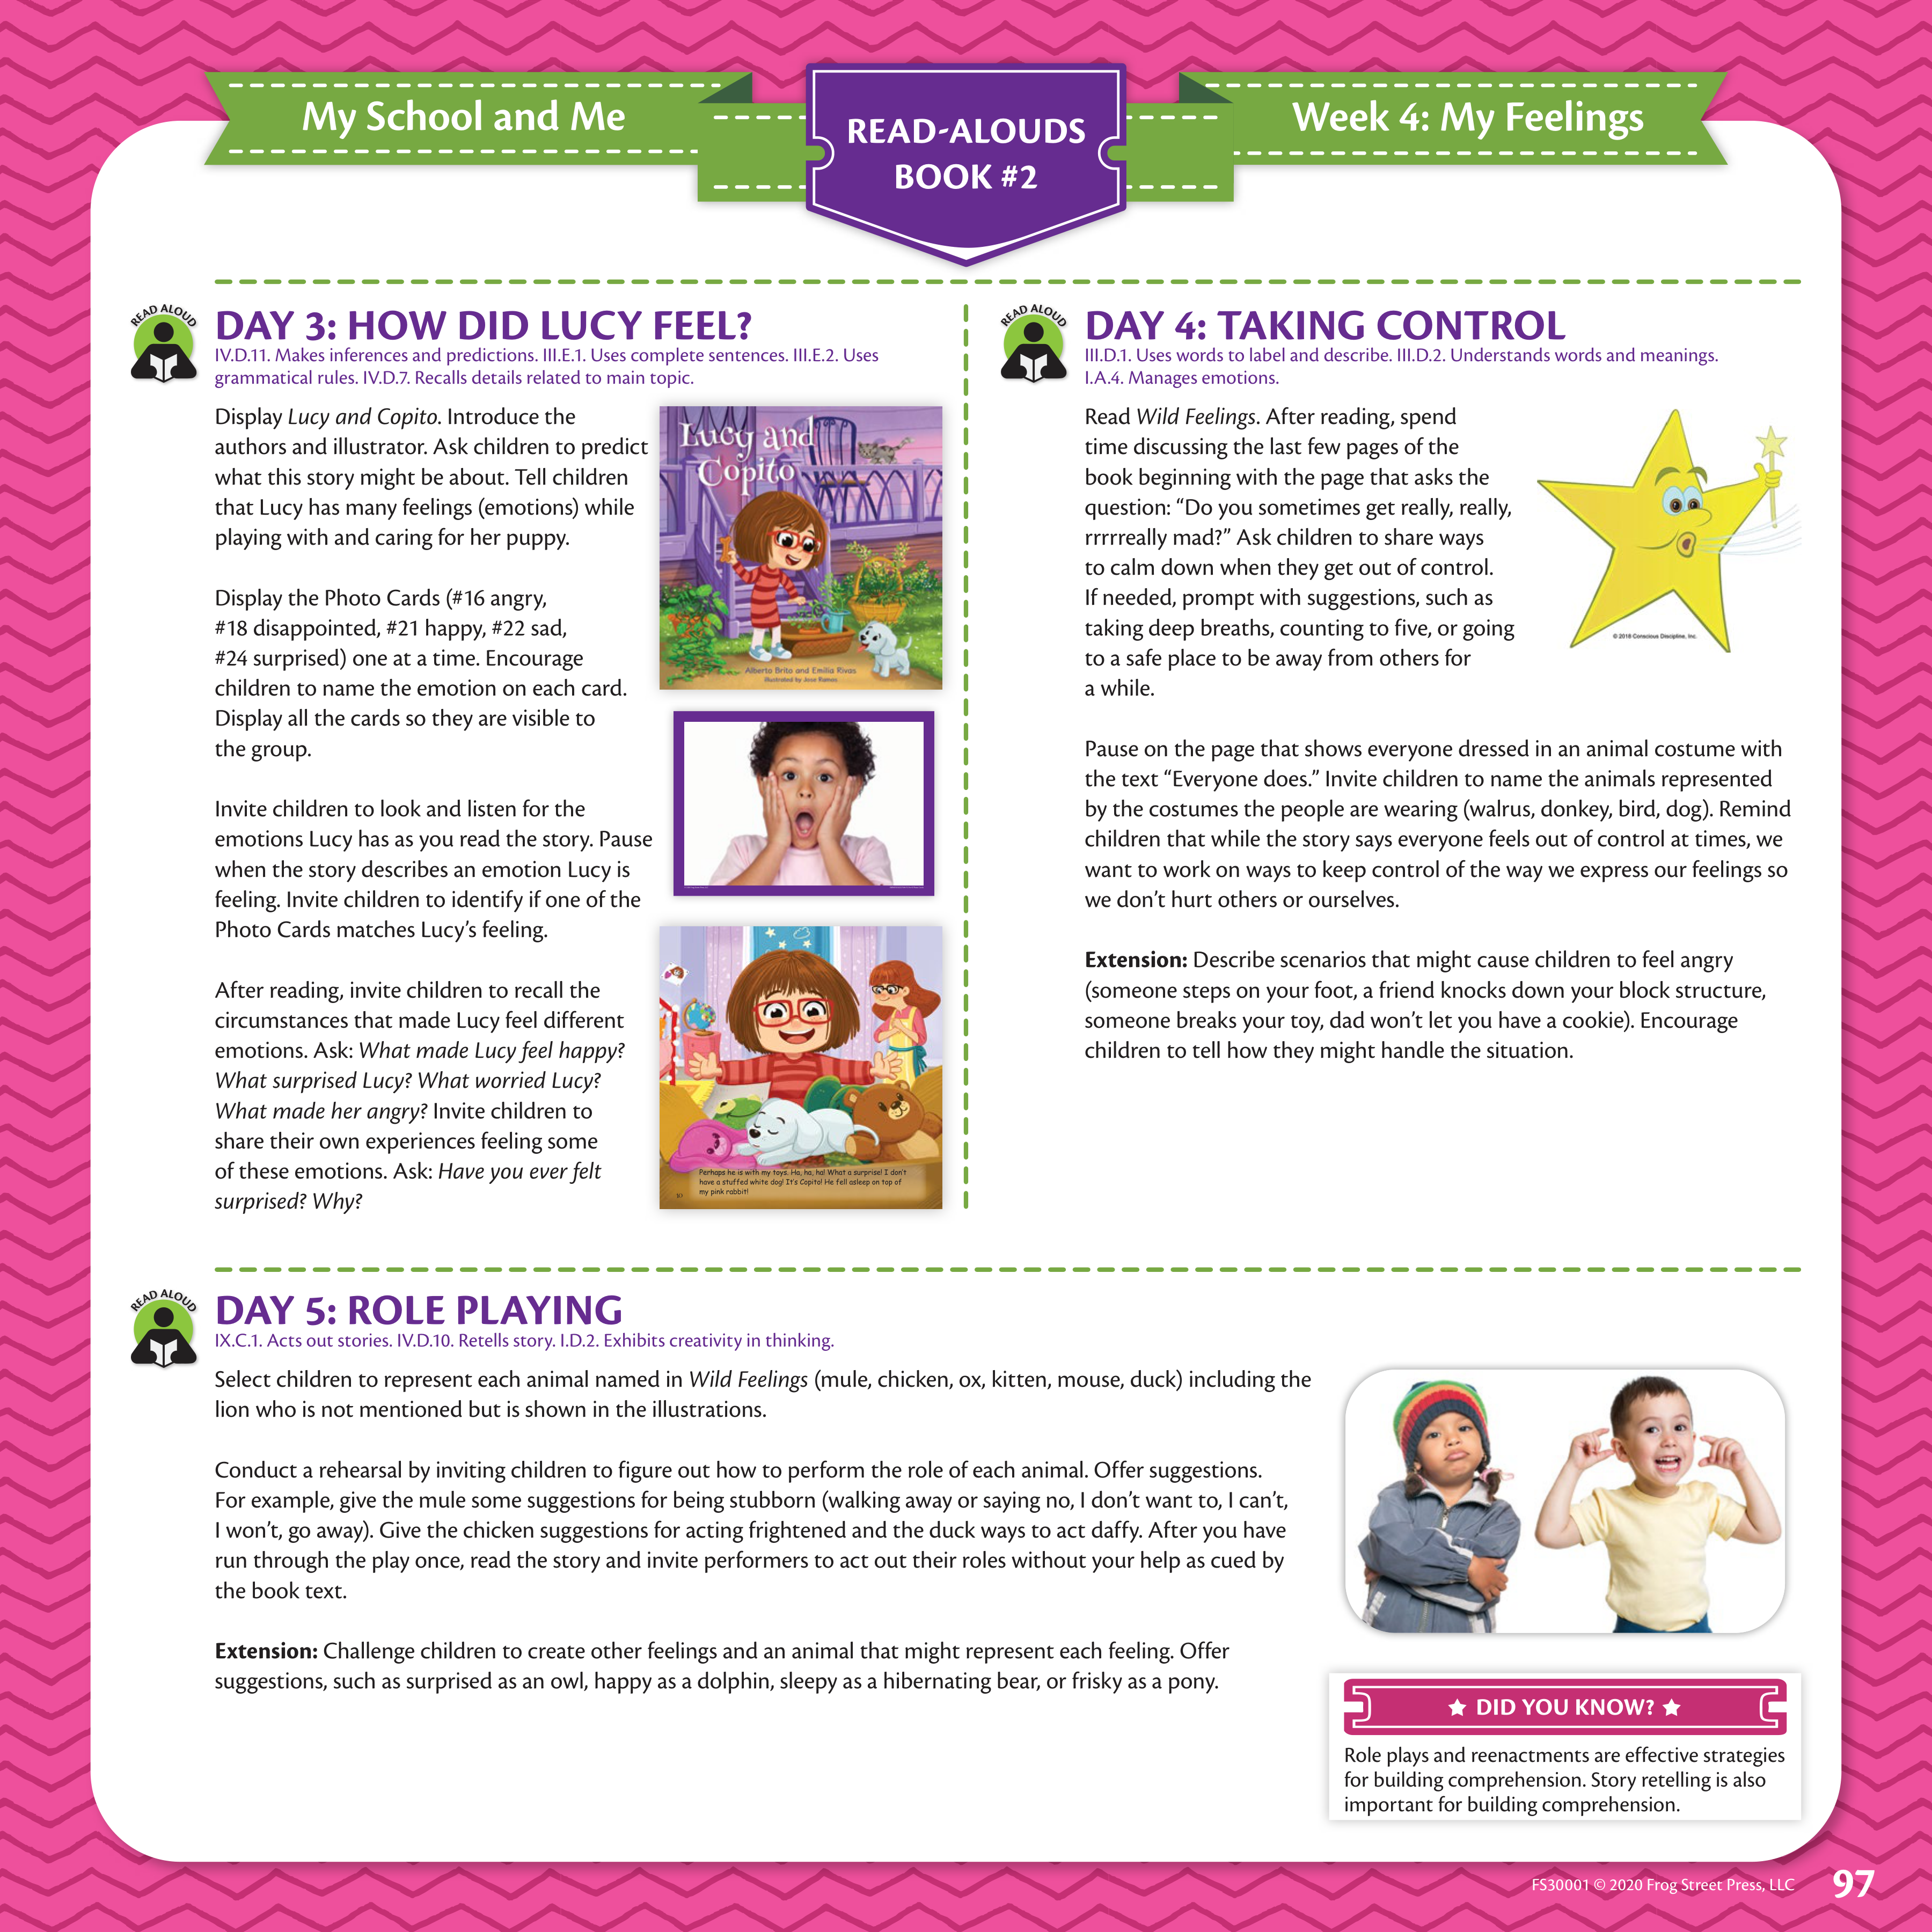 My School and Me
READ-ALOUDS
BOOK #2
Week 4: My Feelings
READ ALOUD
DAY 3: HOW DID LUCY FEEL?
IV.D.11. Makes inferences and predictions. III.E.1. Uses complete sentences. III.E.2. Uses
grammatical rules. IV.D.7. Recalls details related to main topic.
Display Lucy and Copito. Introduce the
authors and illustrator. Ask children to predict
what this story might be about. Tell children
that Lucy has many feelings (emotions) while
playing with and caring for her puppy.
Display the Photo Cards (#16 angry,
#18 disappointed, #21 happy, #22 sad,
#24 surprised) one at a time. Encourage
children to name the emotion on each card.
Display all the cards so they are visible to
the group.
Invite children to look and listen for the
emotions Lucy has as you read the story. Pause
when the story describes an emotion Lucy is
feeling. Invite children to identify if one of the
Photo Cards matches Lucy's feeling.
After reading, invite children to recall the
circumstances that made Lucy feel different
emotions. Ask: What made Lucy feel happy?
What surprised Lucy? What worried Lucy?
What made her angry? Invite children to
share their own experiences feeling some
of these emotions. Ask: Have you ever felt
surprised? Why?
Lucy and
Copito
Alberto Brito and Emilia Rivas
Illustrated by Jose Ramos
Perhaps he is with my toys. Ha, ha, ha! What a surprise! I don't
have a stuffed white dog! It's Copito! He fell asleep on top of
my pink rabbit!
10
READ ALOUD
DAY 4: TAKING CONTROL
III.D.1. Uses words to label and describe. III.D.2. Understands words and meanings.
I.A.4. Manages emotions.
Read Wild Feelings. After reading, spend
time discussing the last few pages of the
book beginning with the page that asks the
question: “Do you sometimes get really, really,
rrrrreally mad?” Ask children to share ways
to calm down when they get out of control.
If needed, prompt with suggestions, such as
taking deep breaths, counting to five, or going
to a safe place to be away from others for
a while.
© 2018 Conscious Discipline, Inc.
Pause on the page that shows everyone dressed in an animal costume with
the text “Everyone does.” Invite children to name the animals represented
by the costumes the people are wearing (walrus, donkey, bird, dog). Remind
children that while the story says everyone feels out of control at times, we
want to work on ways to keep control of the way we express our feelings so
we don't hurt others or ourselves.
Extension: Describe scenarios that might cause children to feel angry
(someone steps on your foot, a friend knocks down your block structure,
someone breaks your toy, dad won't let you have a cookie). Encourage
children to tell how they might handle the situation.
READ ALOUD
DAY 5: ROLE PLAYING
IX.C.1. Acts out stories. IV.D.10. Retells story. I.D.2. Exhibits creativity in thinking.
Select children to represent each animal named in Wild Feelings (mule, chicken, ox, kitten, mouse, duck) including the
lion who is not mentioned but is shown in the illustrations.
Conduct a rehearsal by inviting children to figure out how to perform the role of each animal. Offer suggestions.
For example, give the mule some suggestions for being stubborn (walking away or saying no, I don't want to, I can't,
I won't, go away). Give the chicken suggestions for acting frightened and the duck ways to act daffy. After you have
run through the play once, read the story and invite performers to act out their roles without your help as cued by
the book text.
Extension: Challenge children to create other feelings and an animal that might represent each feeling. Offer
suggestions, such as surprised as an owl, happy as a dolphin, sleepy as a hibernating bear, or frisky as a pony.
★ DID YOU KNOW? ★
Role plays and reenactments are effective strategies
for building comprehension. Story retelling is also
important for building comprehension.
FS30001 © 2020 Frog Street Press, LLC
97